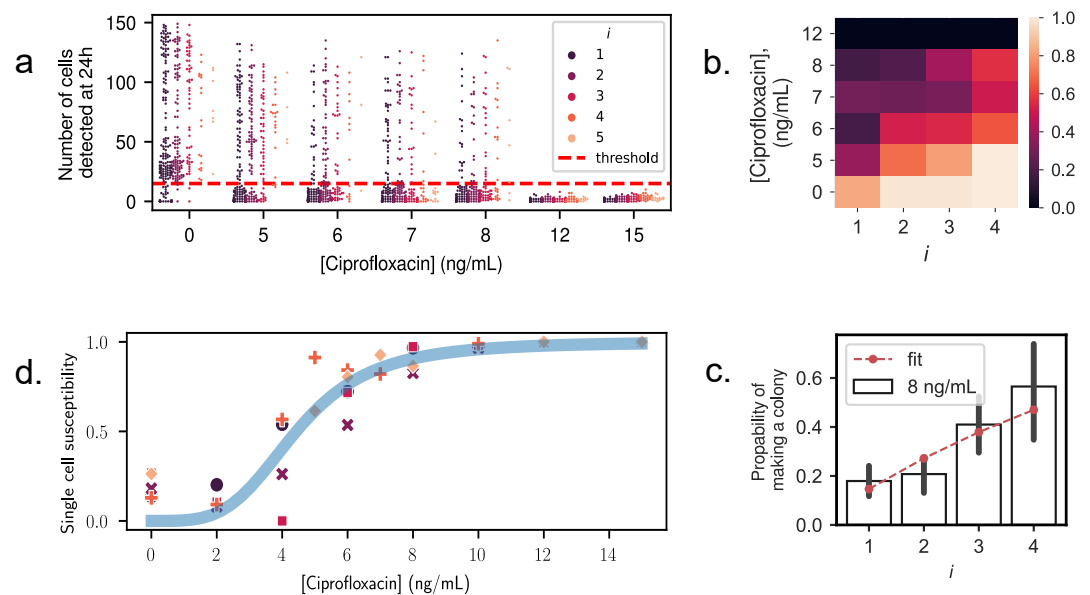 a
Number of cells
detected at 24h
150
100
50
0
i
1
2
3
4
5
threshold
0 5 6 7 8 12 15
[Ciprofloxacin] (ng/mL)
b.
[Ciprofloxacin],
(ng/mL)
12
8
7
6
5
0
1 2 3 4
i
1.0
0.8
0.6
0.4
0.2
0.0
d.
Single cell susceptibility
1.0
0.5
0.0
0 2 4 6 8 10 12 14
[Ciprofloxacin] (ng/mL)
c.
Propability of
making a colony
0.6
0.4
0.2
0.0
fit
8 ng/mL
1 2 3 4
i